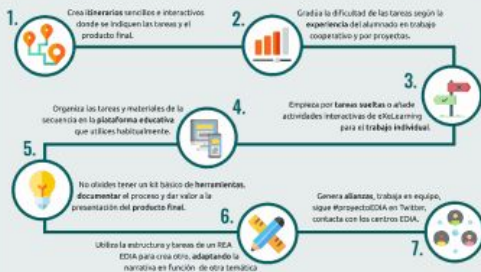 1.
Crea itinerarios sencillos e interactivos
donde se indiquen las tareas y el
producto final.
2.
Gradúa la dificultad de las tareas según la
experiencia del alumnado en trabajo
cooperativo y por proyectos.
3.
Empieza por tareas sueltas o añade
actividades interactivas de eXeLearning
para el trabajo individual.
4.
Organiza las tareas y materiales de la
secuencia en la plataforma educativa
que utilices habitualmente.
5.
No olvides tener un kit básico de herramientas,
documentar el proceso y dar valor a la
presentación del producto final.
6.
Utiliza la estructura y tareas de un REA
EDIA para crea otro, adaptando la
narrativa en función de otra temática
7.
Genera alianzas, trabaja en equipo,
sigue #proyectoEDIA en Twitter,
contacta con los centros EDIA.